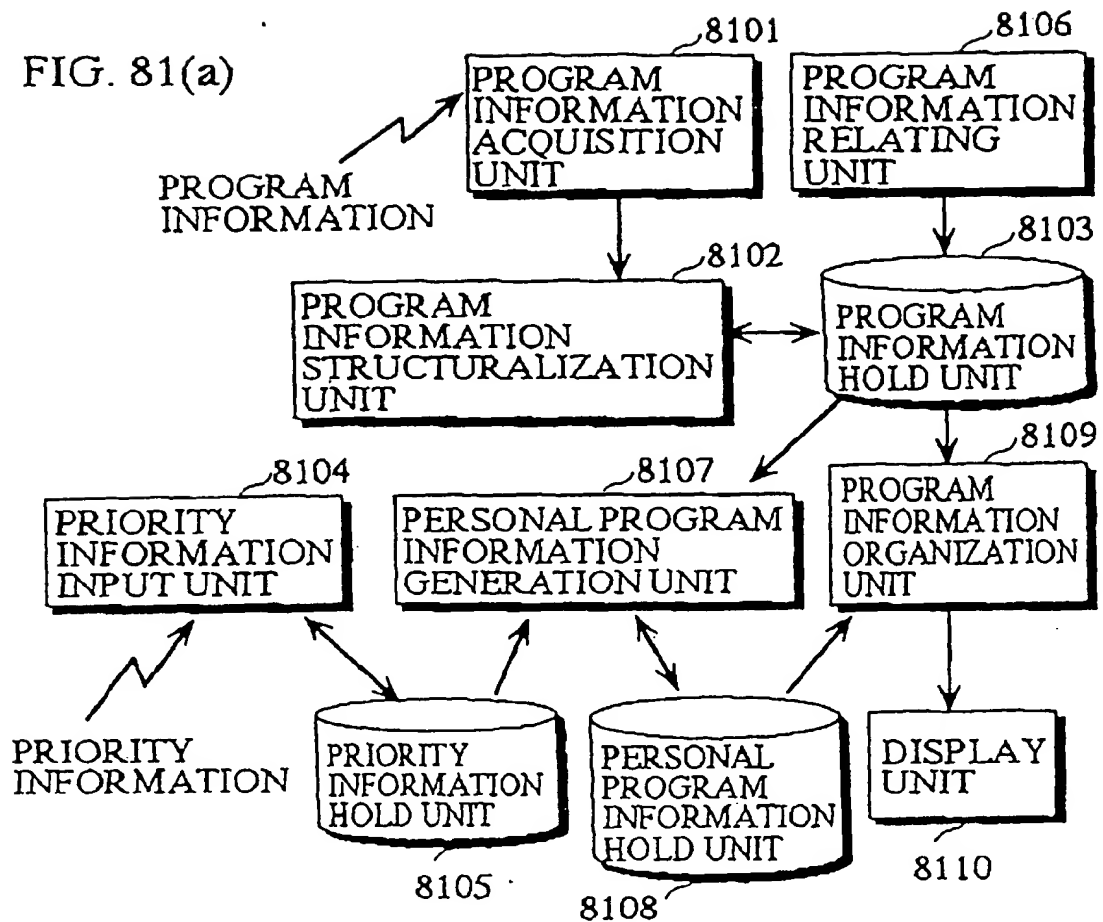 FIG. 81(a)
8101
PROGRAM
INFORMATION
ACQUISITION
UNIT
8106
PROGRAM
INFORMATION
RELATING
UNIT
PROGRAM
INFORMATION
8102
PROGRAM
INFORMATION
STRUCTURALIZATION
UNIT
8103
PROGRAM
INFORMATION
HOLD UNIT
8104
PRIORITY
INFORMATION
INPUT UNIT
8107
PERSONAL PROGRAM
INFORMATION
GENERATION UNIT
8109
PROGRAM
INFORMATION
ORGANIZATION
UNIT
PRIORITY
INFORMATION
PRIORITY
INFORMATION
HOLD UNIT
8105
PERSONAL
PROGRAM
INFORMATION
HOLD UNIT
8108
DISPLAY
UNIT
8110